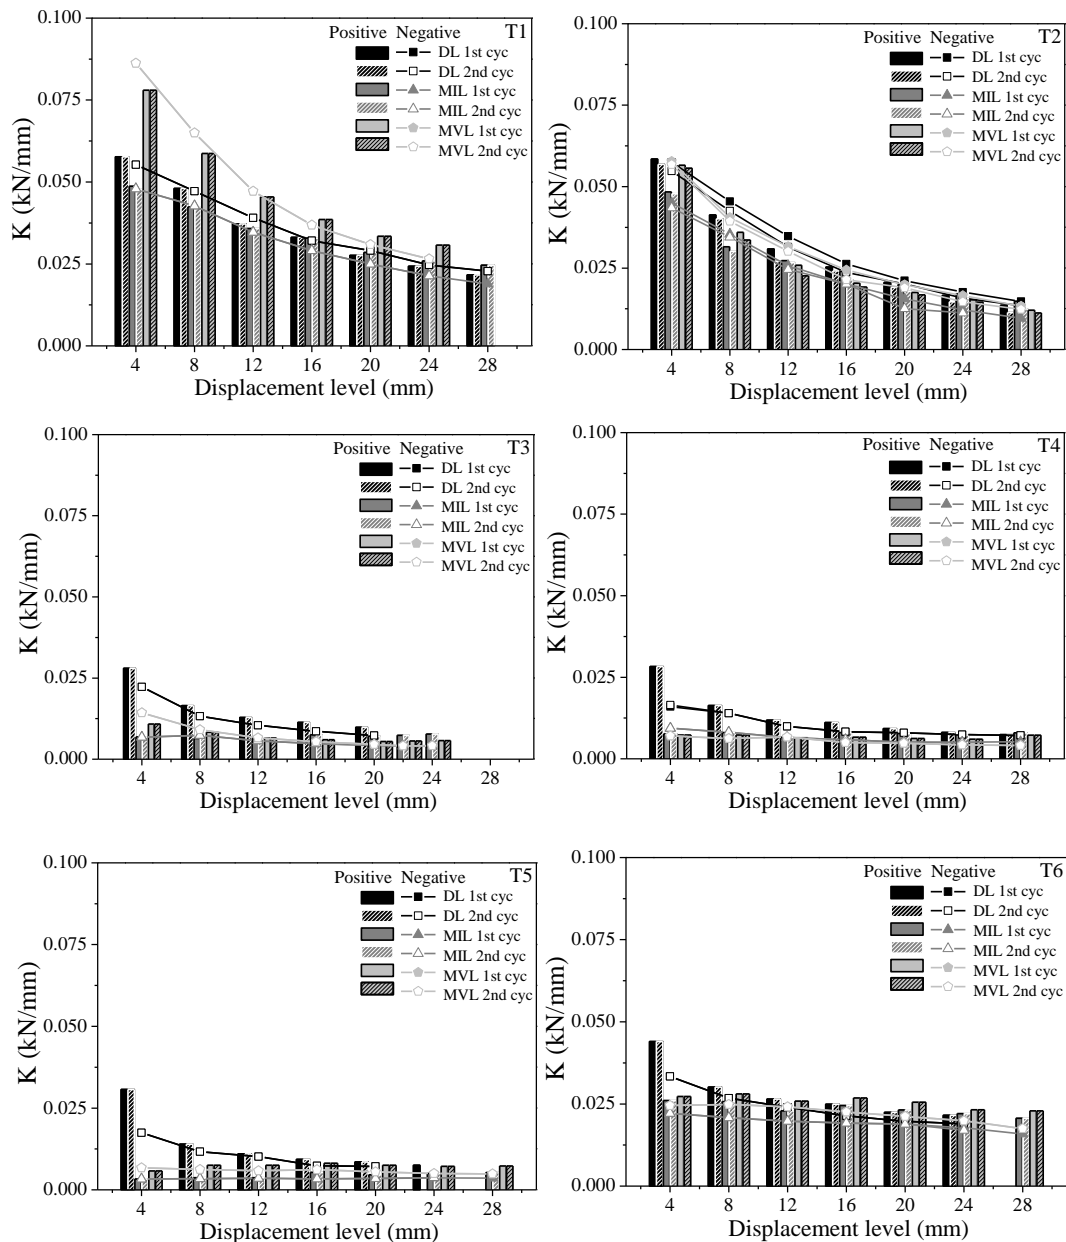 0.100
0.075
0.050
0.025
0.000
K (kN/mm)
4 8 12 16 20 24 28
Displacement level (mm)
T1
Positive Negative
DL 1st cyc
DL 2nd cyc
MIL 1st cyc
MIL 2nd cyc
MVL 1st cyc
MVL 2nd cyc
0.100
0.075
0.050
0.025
0.000
K (kN/mm)
4 8 12 16 20 24 28
Displacement level (mm)
T2
Positive Negative
DL 1st cyc
DL 2nd cyc
MIL 1st cyc
MIL 2nd cyc
MVL 1st cyc
MVL 2nd cyc
0.100
0.075
0.050
0.025
0.000
K (kN/mm)
4 8 12 16 20 24 28
Displacement level (mm)
T3
Positive Negative
DL 1st cyc
DL 2nd cyc
MIL 1st cyc
MIL 2nd cyc
MVL 1st cyc
MVL 2nd cyc
0.100
0.075
0.050
0.025
0.000
K (kN/mm)
4 8 12 16 20 24 28
Displacement level (mm)
T4
Positive Negative
DL 1st cyc
DL 2nd cyc
MIL 1st cyc
MIL 2nd cyc
MVL 1st cyc
MVL 2nd cyc
0.100
0.075
0.050
0.025
0.000
K (kN/mm)
4 8 12 16 20 24 28
Displacement level (mm)
T5
Positive Negative
DL 1st cyc
DL 2nd cyc
MIL 1st cyc
MIL 2nd cyc
MVL 1st cyc
MVL 2nd cyc
0.100
0.075
0.050
0.025
0.000
K (kN/mm)
4 8 12 16 20 24 28
Displacement level (mm)
T6
Positive Negative
DL 1st cyc
DL 2nd cyc
MIL 1st cyc
MIL 2nd cyc
MVL 1st cyc
MVL 2nd cyc